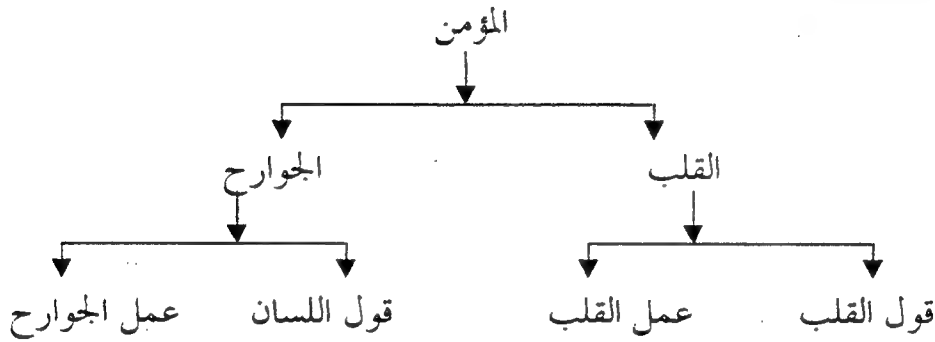 المؤمن
القلب الجوارح
قول القلب عمل القلب قول اللسان عمل الجوارح